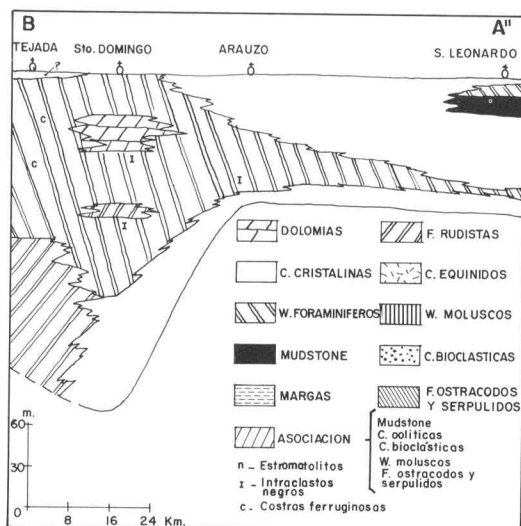 B A"
TEJADA Sto. DOMINGO ARAUZO S. LEONARDO
?
c
c
I
I
I
DOLOMIAS
F. RUDISTAS
C. CRISTALINAS
C. EQUINIDOS
W. FORAMINIFEROS
W. MOLUSCOS
MUDSTONE
C. BIOCLASTICAS
MARGAS
F. OSTRACODOS
Y SERPULIDOS
ASOCIACION
Mudstone
C. ooliticas
C. bioclásticas
W. moluscos
F. ostracodos y
serpulidos
n - Estromatolitos
I - Intraclastos
negros
c - Costras ferruginosas
m.
60
30
0
8 16 24 Km.